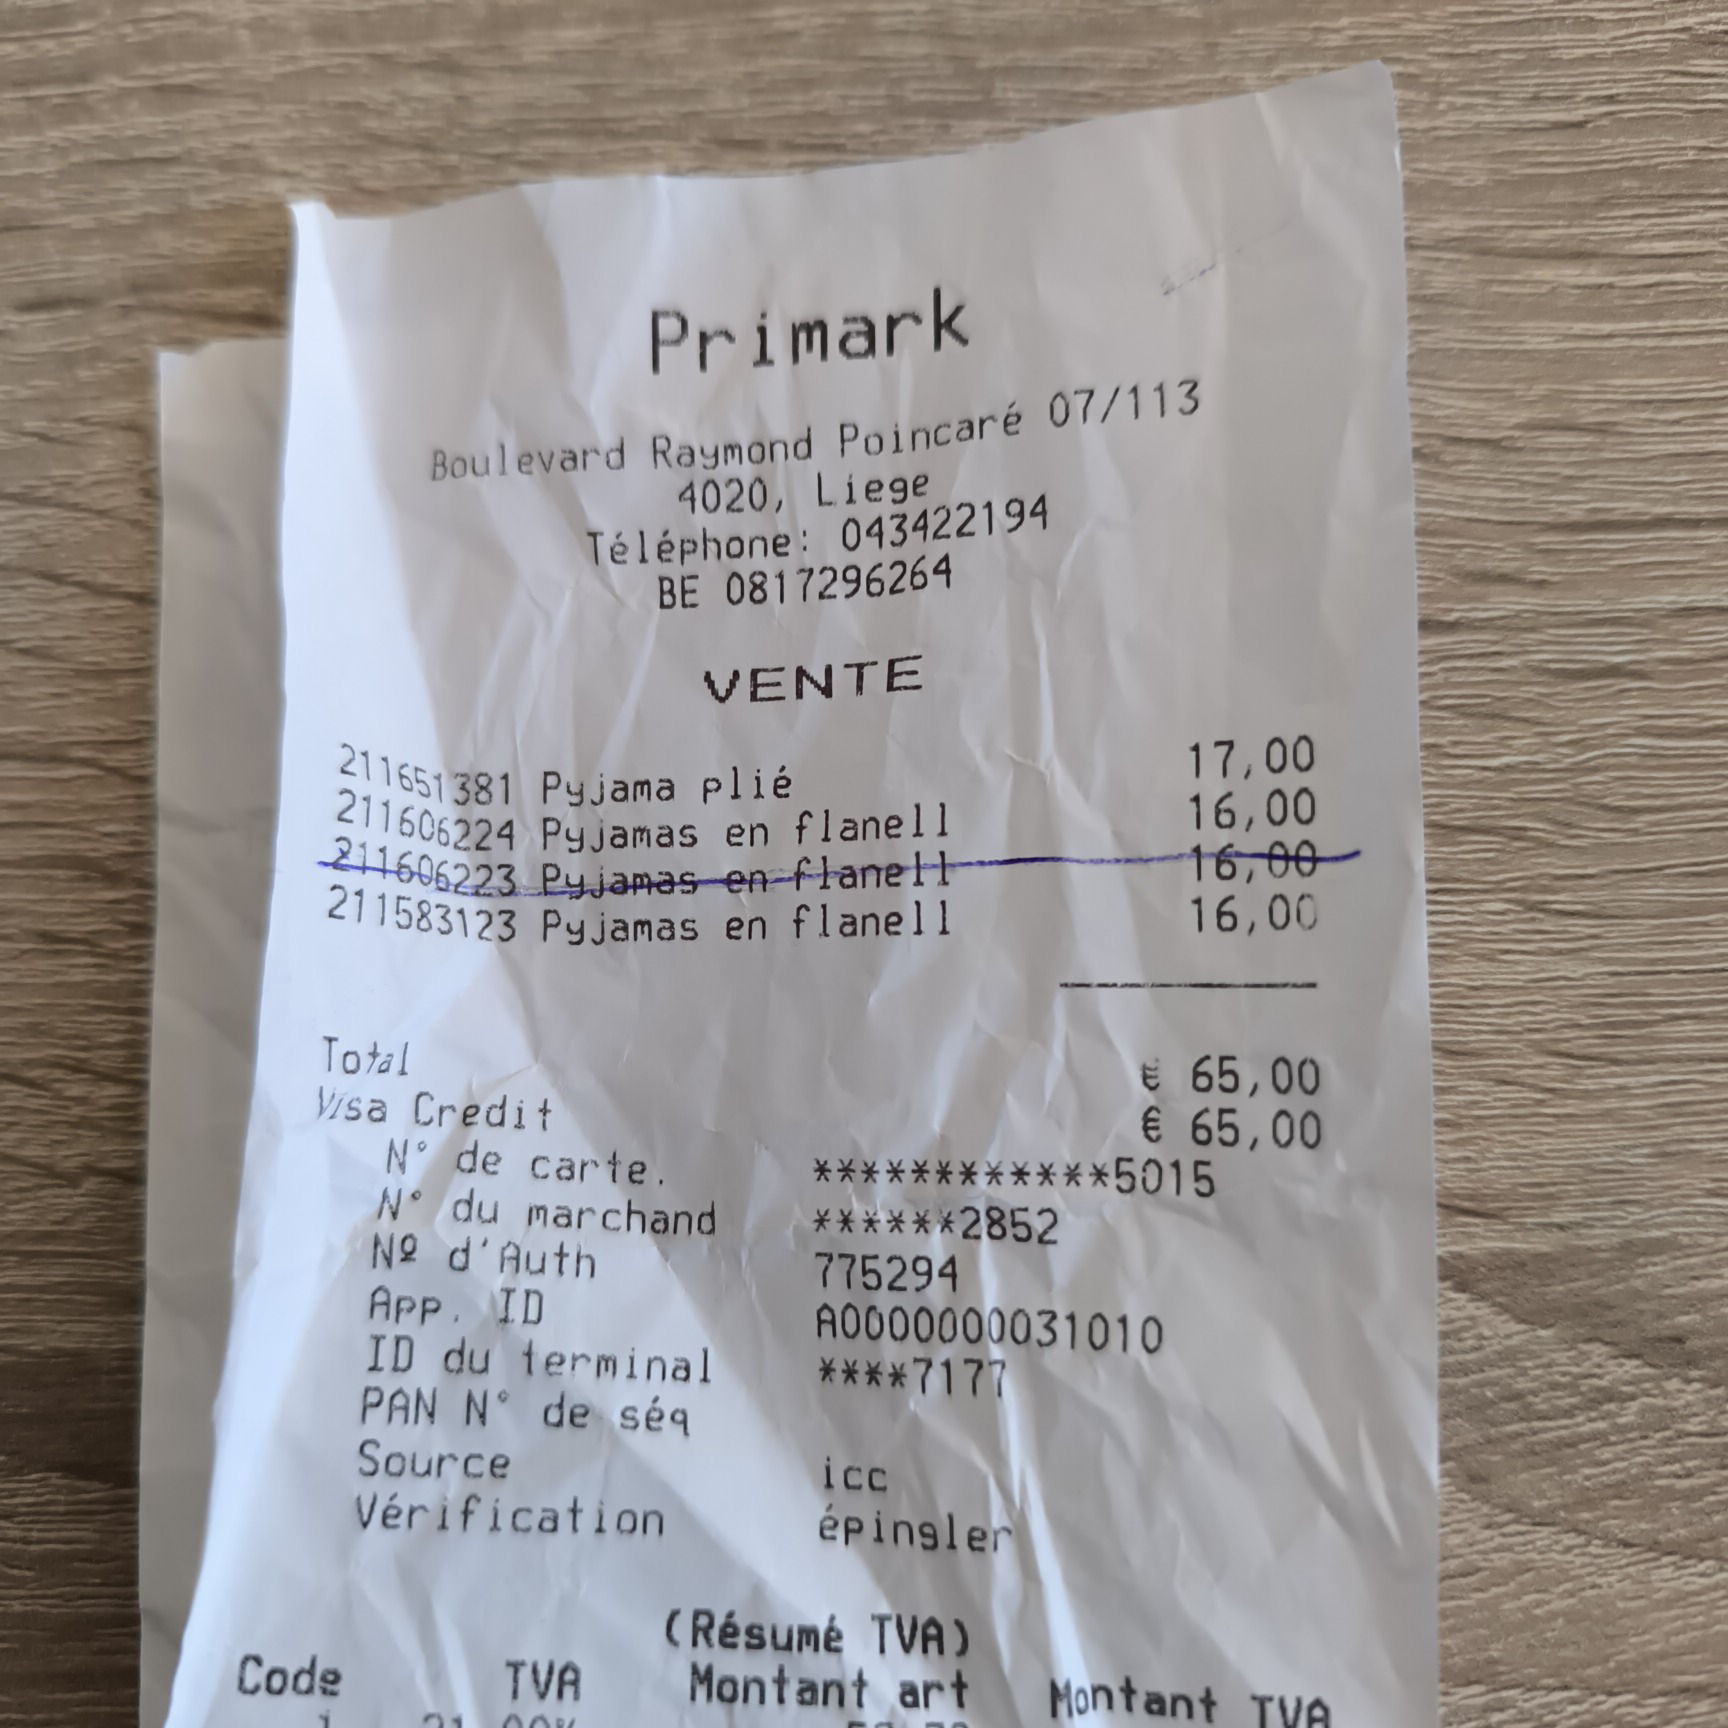 Primark
Boulevard Raymond Poincaré 07/113
4020, Liege
Téléphone: 043422194
BE 0817296264
VENTE
211651381 Pyjama plié 17,00
211606224 Pyjamas en flanell 16,00
211606223 Pyjamas en flanell 16,00
211583123 Pyjamas en flanell 16,00
Total € 65,00
Visa Credit € 65,00
N° de carte. ************5015
N° du marchand ******2852
Nº d'Auth 775294
App. ID A0000000031010
ID du terminal ****7177
PAN N° de séq
Source icc
Vérification épingler
(Résumé TVA)
Code TVA Montant art Montant TVA